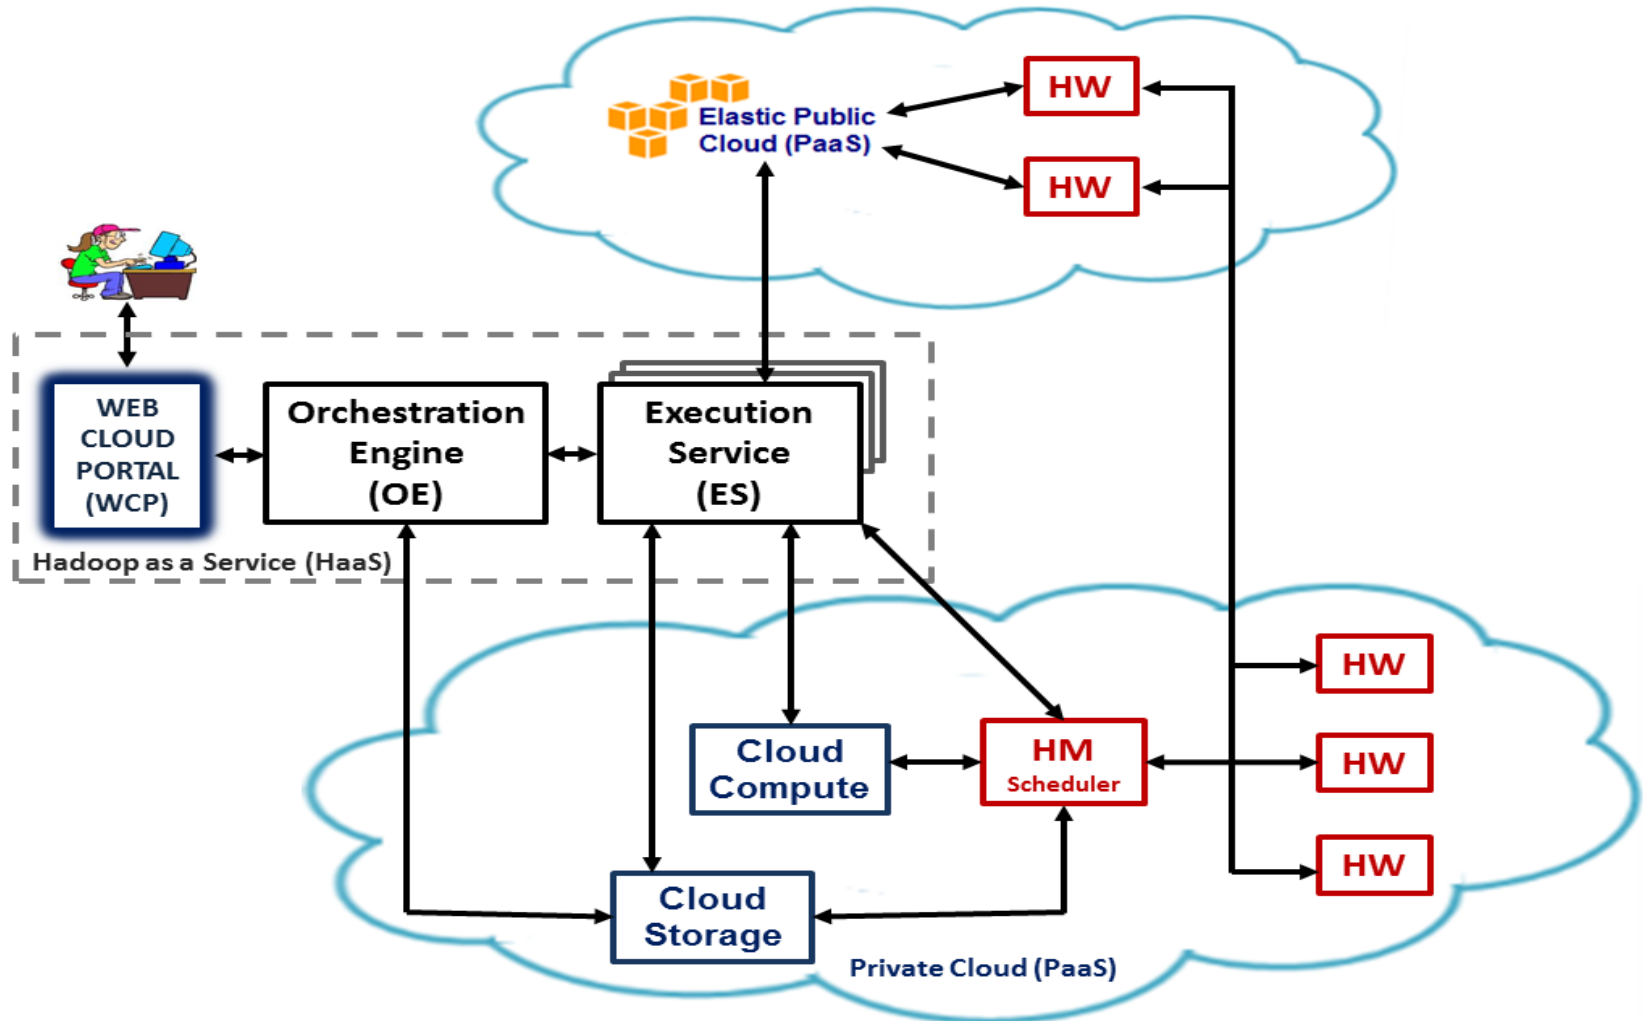 Elastic Public
Cloud (PaaS)
HW
HW
WEB
CLOUD
PORTAL
(WCP)
Orchestration
Engine
(OE)
Execution
Service
(ES)
Hadoop as a Service (HaaS)
HW
Cloud
Compute
HM
Scheduler
HW
HW
Cloud
Storage
Private Cloud (PaaS)